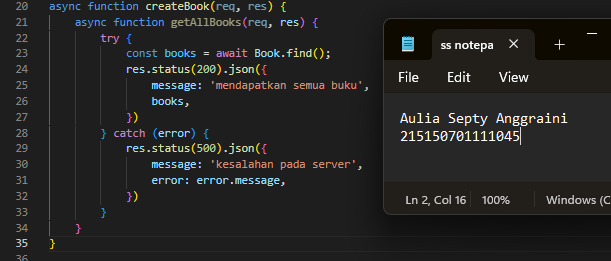 20 async function createBook(req, res) {
21 async function getAllBooks(req, res) {
22 try {
23 const books = await Book.find();
24 res.status(200).json({
25 message: 'mendapatkan semua buku',
26 books,
27 })
28 } catch (error) {
29 res.status(500).json({
30 message: 'kesalahan pada server',
31 error: error.message,
32 })
33 }
34 }
35 }
36
ss notepa
File Edit View
Aulia Septy Anggraini
215150701111045
Ln 2, Col 16 100% Windows (C